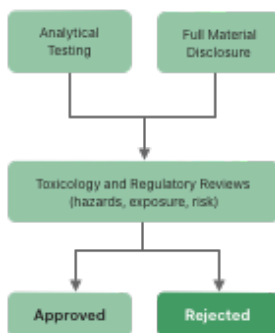 Analytical
Testing
Full Material
Disclosure
Toxicology and Regulatory Reviews
(hazards, exposure, risk)
Approved
Rejected